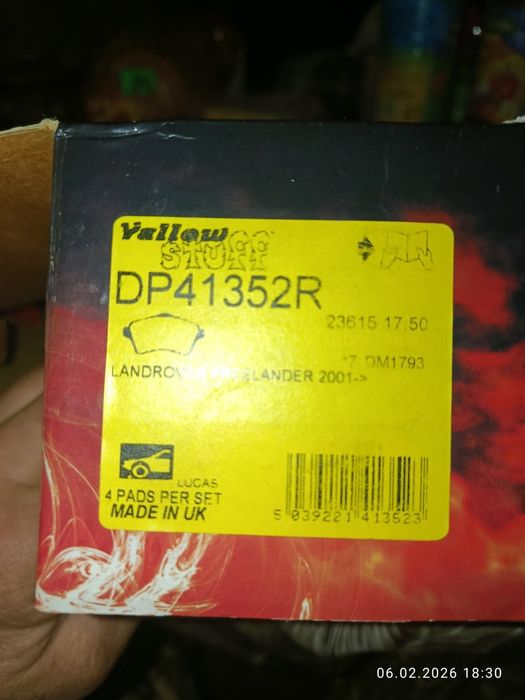 Yellow
STUFF
DP41352R
23615 17.50
*7 DM1793
LANDROVER FREELANDER 2001->
LUCAS
4 PADS PER SET
MADE IN UK
5 039221 413523
06.02.2026 18:30